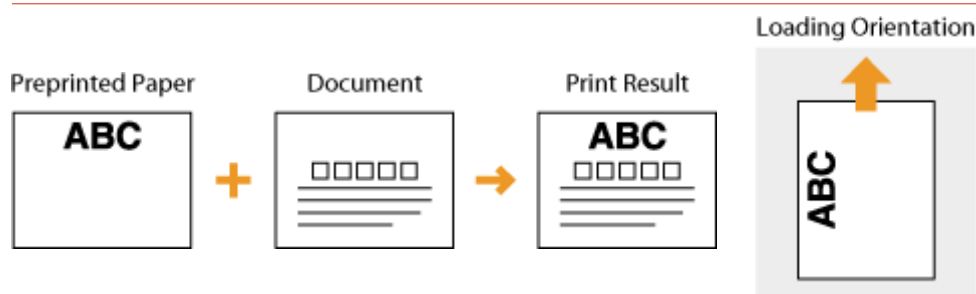 Loading Orientation
Preprinted Paper
Document
Print Result
ABC
ABC
ABC